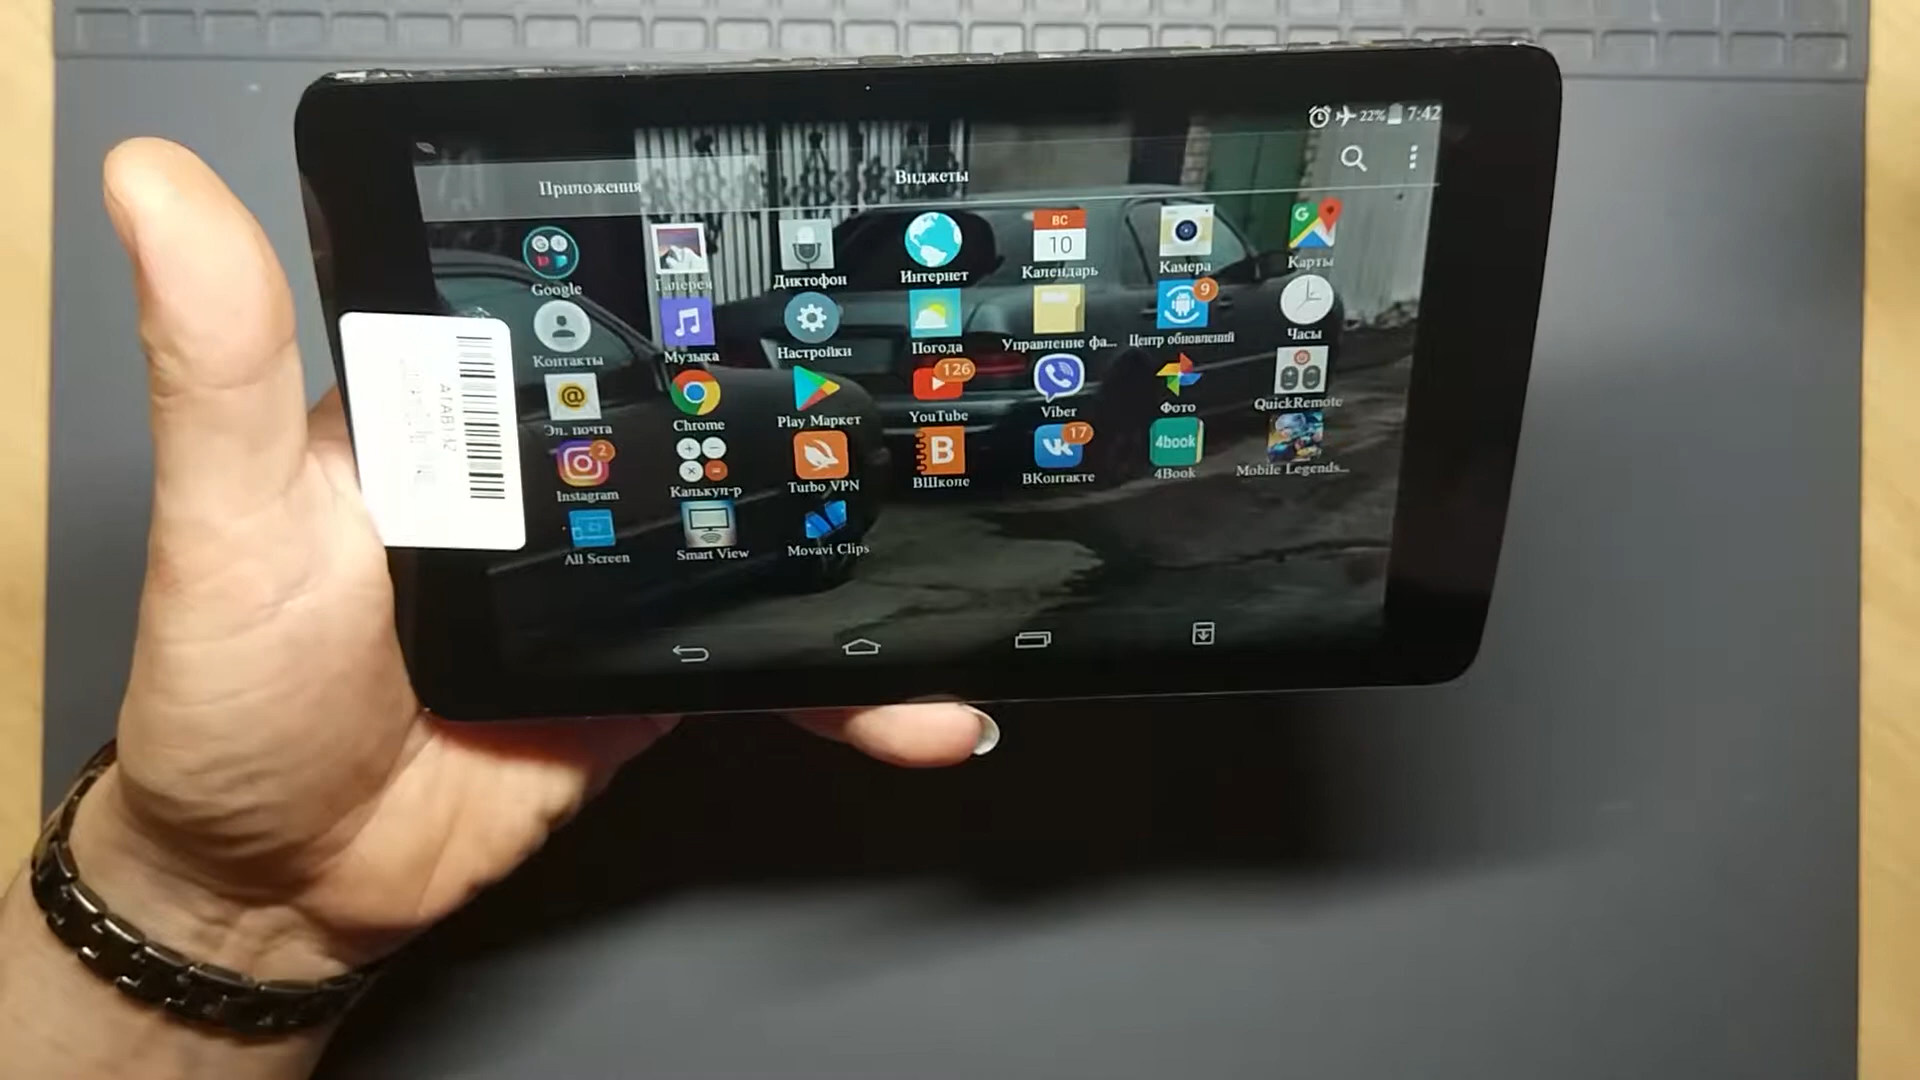 22% 7:42
Приложения Виджеты
ВС
10
Google Галерея Диктофон Интернет Календарь Камера Карты
9
Контакты Музыка Настройки Погода Управление фа... Центр обновлений Часы
126
Эл. почта Chrome Play Маркет YouTube Viber Фото QuickRemote
2 B 17 4book
Instagram Калькул-р Turbo VPN ВШколе ВКонтакте 4Book Mobile Legends...
All Screen Smart View Movavi Clips